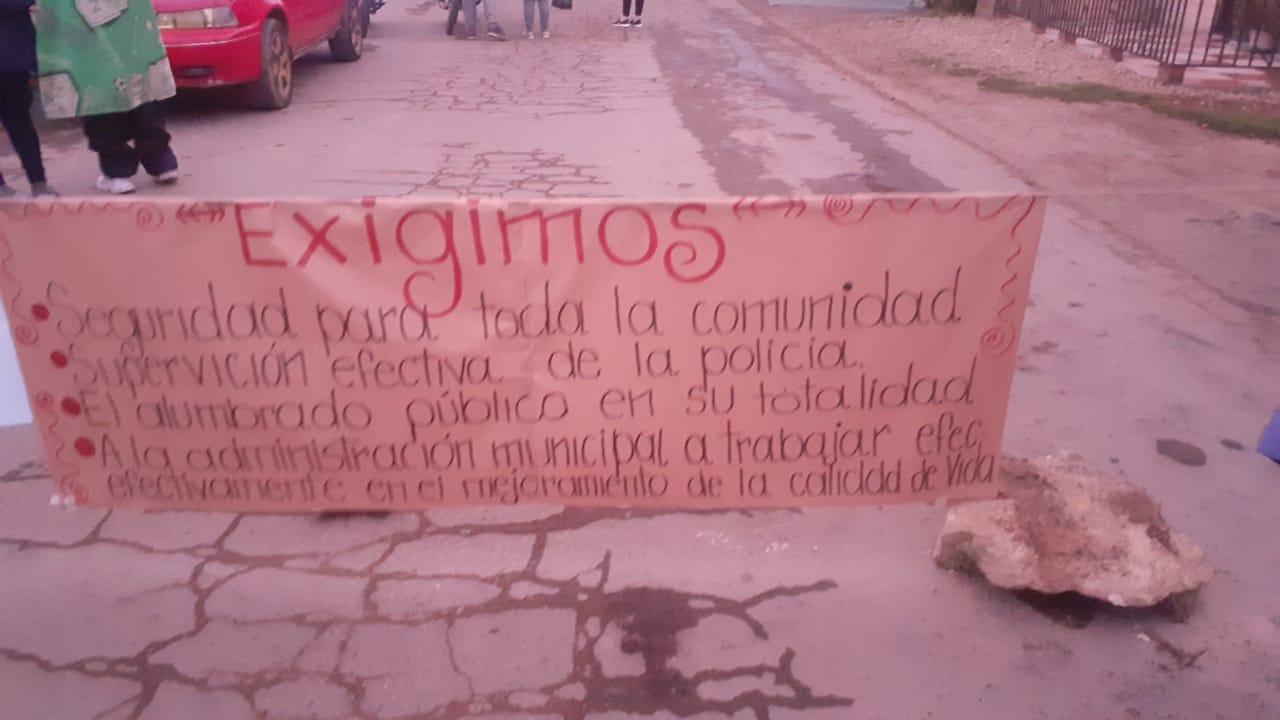 Exigimos
• Seguridad para toda la comunidad.
• Supervición efectiva de la policía.
• El alumbrado público en su totalidad
• A la administración municipal a trabajar efec.
efectivamente en el mejoramiento de la calidad de vida